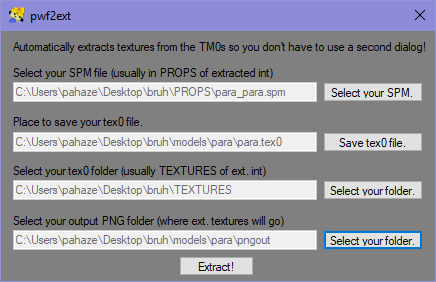 pwf2ext
Automatically extracts textures from the TM0s so you don't have to use a second dialog!
Select your SPM file (usually in PROPS of extracted int)
C:\Users\pahaze\Desktop\bruh\PROPS\para_para.spm
Select your SPM.
Place to save your tex0 file.
C:\Users\pahaze\Desktop\bruh\models\para\para.tex0
Save tex0 file.
Select your tex0 folder (usually TEXTURES of ext. int)
C:\Users\pahaze\Desktop\bruh\TEXTURES
Select your folder.
Select your output PNG folder (where ext. textures will go)
C:\Users\pahaze\Desktop\bruh\models\para\pngout
Select your folder.
Extract!